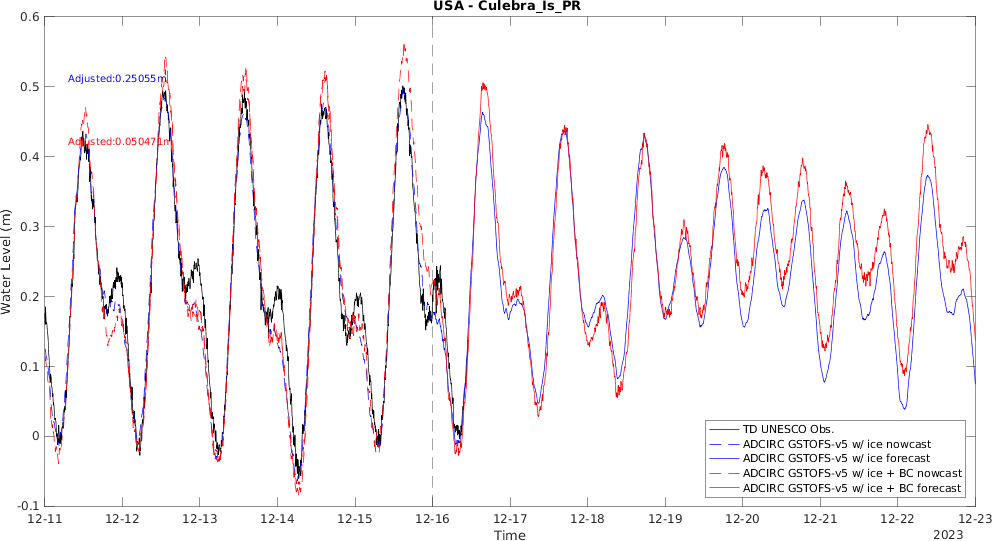 USA - Culebra_Is_PR
0.6
0.5
0.4
0.3
0.2
0.1
0
-0.1
Water Level (m)
Adjusted:0.25055m
Adjusted:0.050471m
TD UNESCO Obs.
ADCIRC GSTOFS-v5 w/ ice nowcast
ADCIRC GSTOFS-v5 w/ ice forecast
ADCIRC GSTOFS-v5 w/ ice + BC nowcast
ADCIRC GSTOFS-v5 w/ ice + BC forecast
12-11 12-12 12-13 12-14 12-15 12-16 12-17 12-18 12-19 12-20 12-21 12-22 12-23
Time
2023